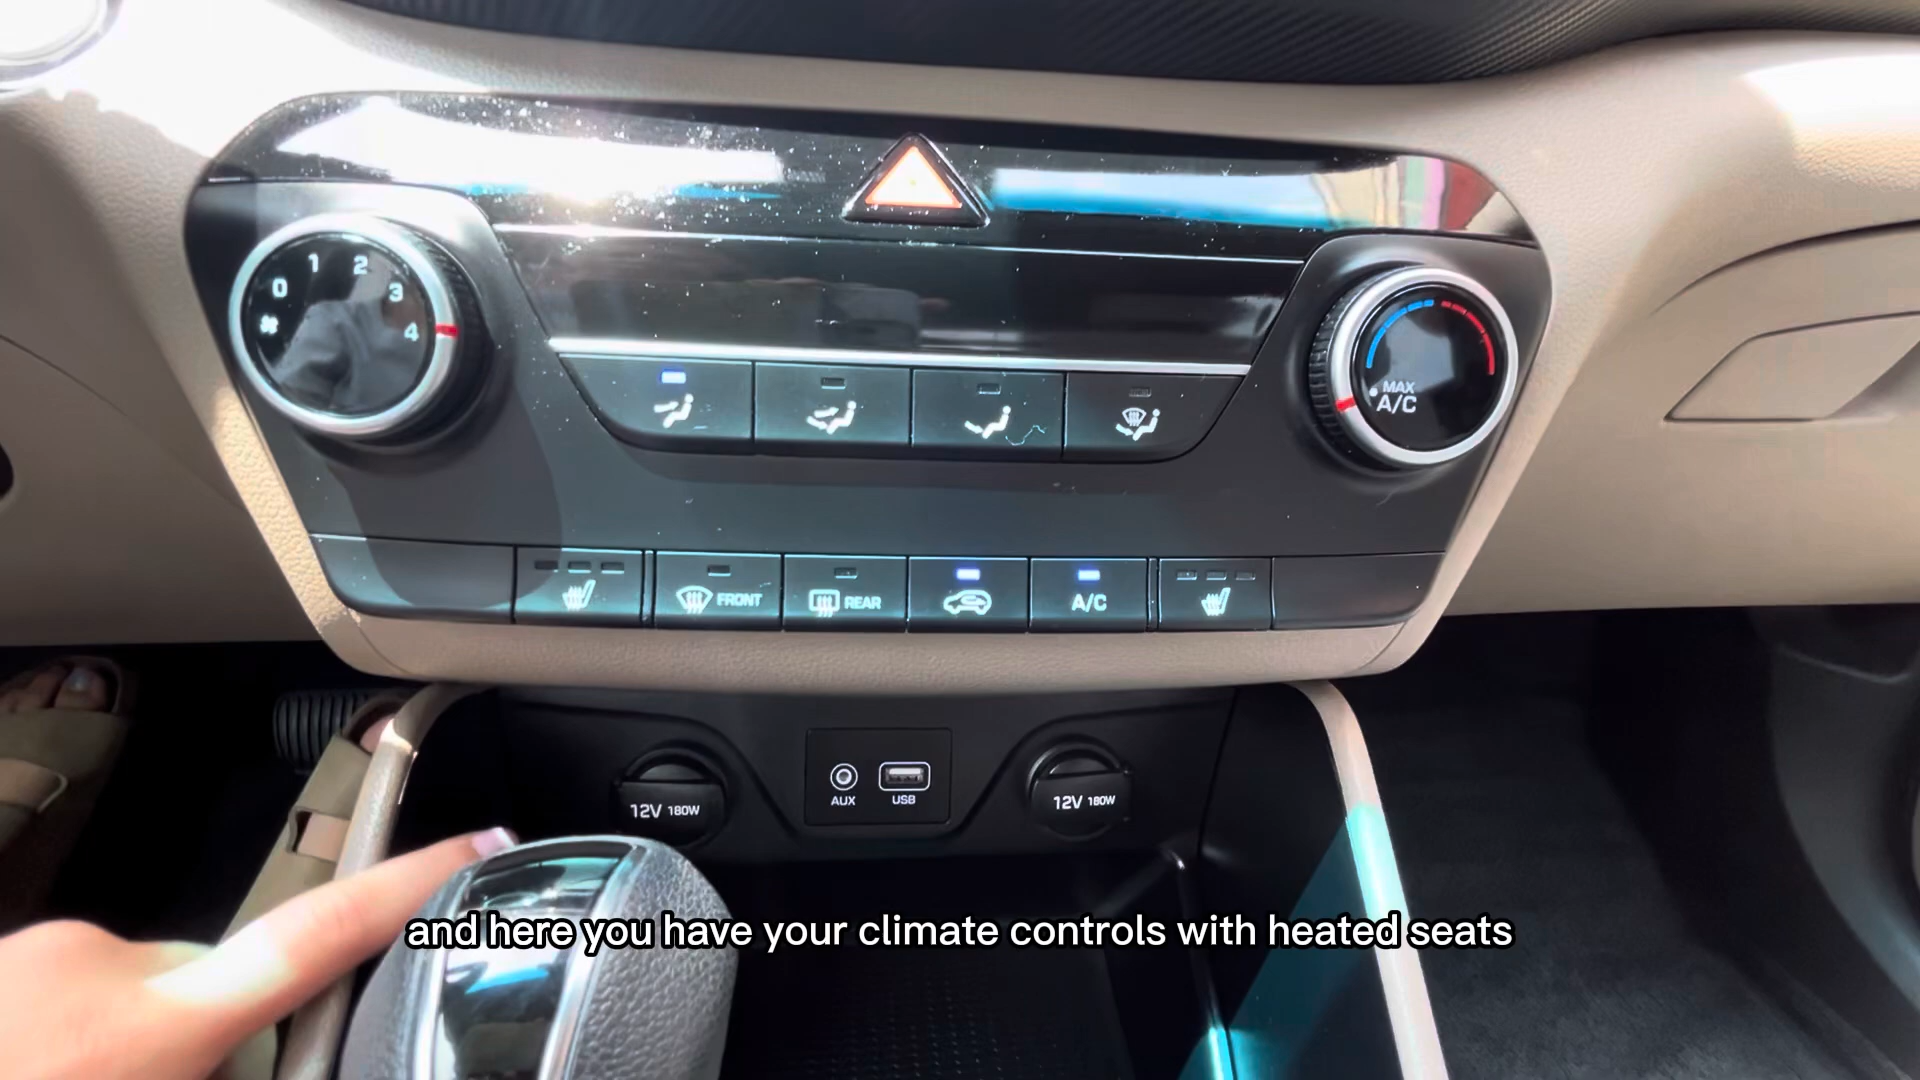 0 1 2 3 4
MAX
A/C
FRONT
REAR
A/C
AUX
USB
12V 180W
12V 180W
and here you have your climate controls with heated seats